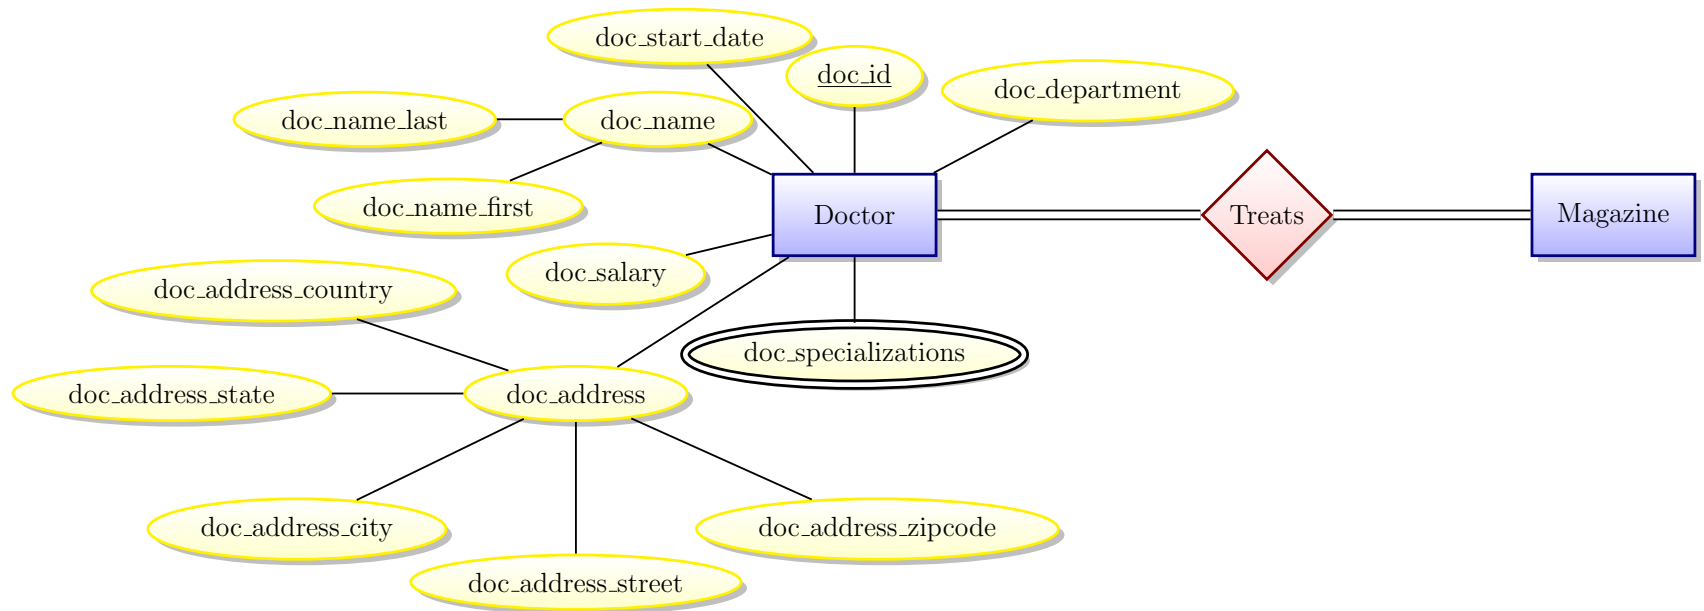 doc_start_date
doc_id
doc_department
doc_name_last
doc_name
doc_name_first
Doctor
Treats
Magazine
doc_salary
doc_address_country
doc_specializations
doc_address_state
doc_address
doc_address_city
doc_address_zipcode
doc_address_street